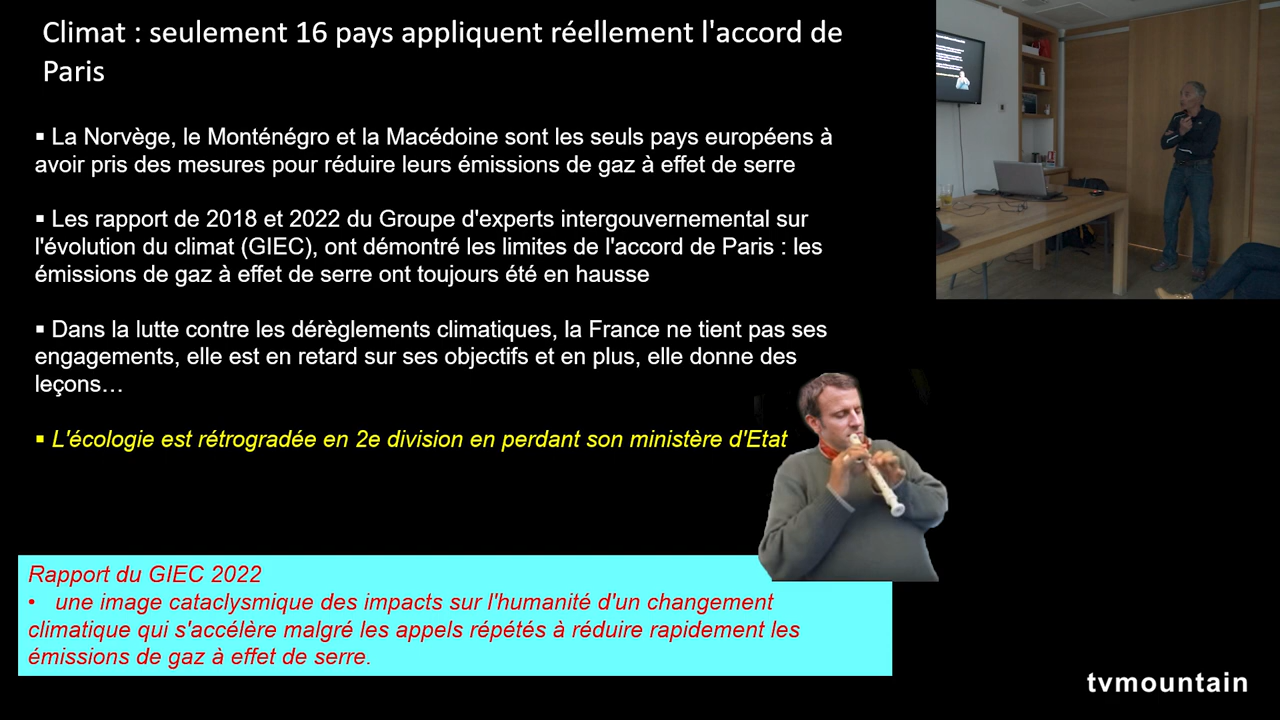 Climat : seulement 16 pays appliquent réellement l'accord de
Paris
▪ La Norvège, le Monténégro et la Macédoine sont les seuls pays européens à
avoir pris des mesures pour réduire leurs émissions de gaz à effet de serre
▪ Les rapport de 2018 et 2022 du Groupe d'experts intergouvernemental sur
l'évolution du climat (GIEC), ont démontré les limites de l'accord de Paris : les
émissions de gaz à effet de serre ont toujours été en hausse
▪ Dans la lutte contre les dérèglements climatiques, la France ne tient pas ses
engagements, elle est en retard sur ses objectifs et en plus, elle donne des
leçons…
▪ L'écologie est rétrogradée en 2e division en perdant son ministère d'Etat
Rapport du GIEC 2022
• une image cataclysmique des impacts sur l'humanité d'un changement
climatique qui s'accélère malgré les appels répétés à réduire rapidement les
émissions de gaz à effet de serre.
tvmountain